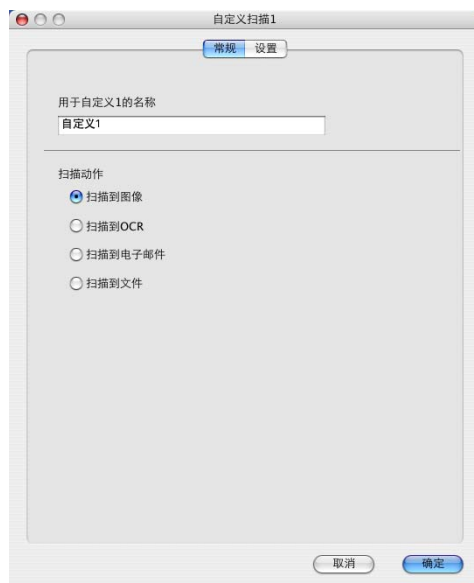 自定义扫描1
常规 设置
用于自定义1的名称
自定义1
扫描动作
扫描到图像
扫描到OCR
扫描到电子邮件
扫描到文件
取消 确定